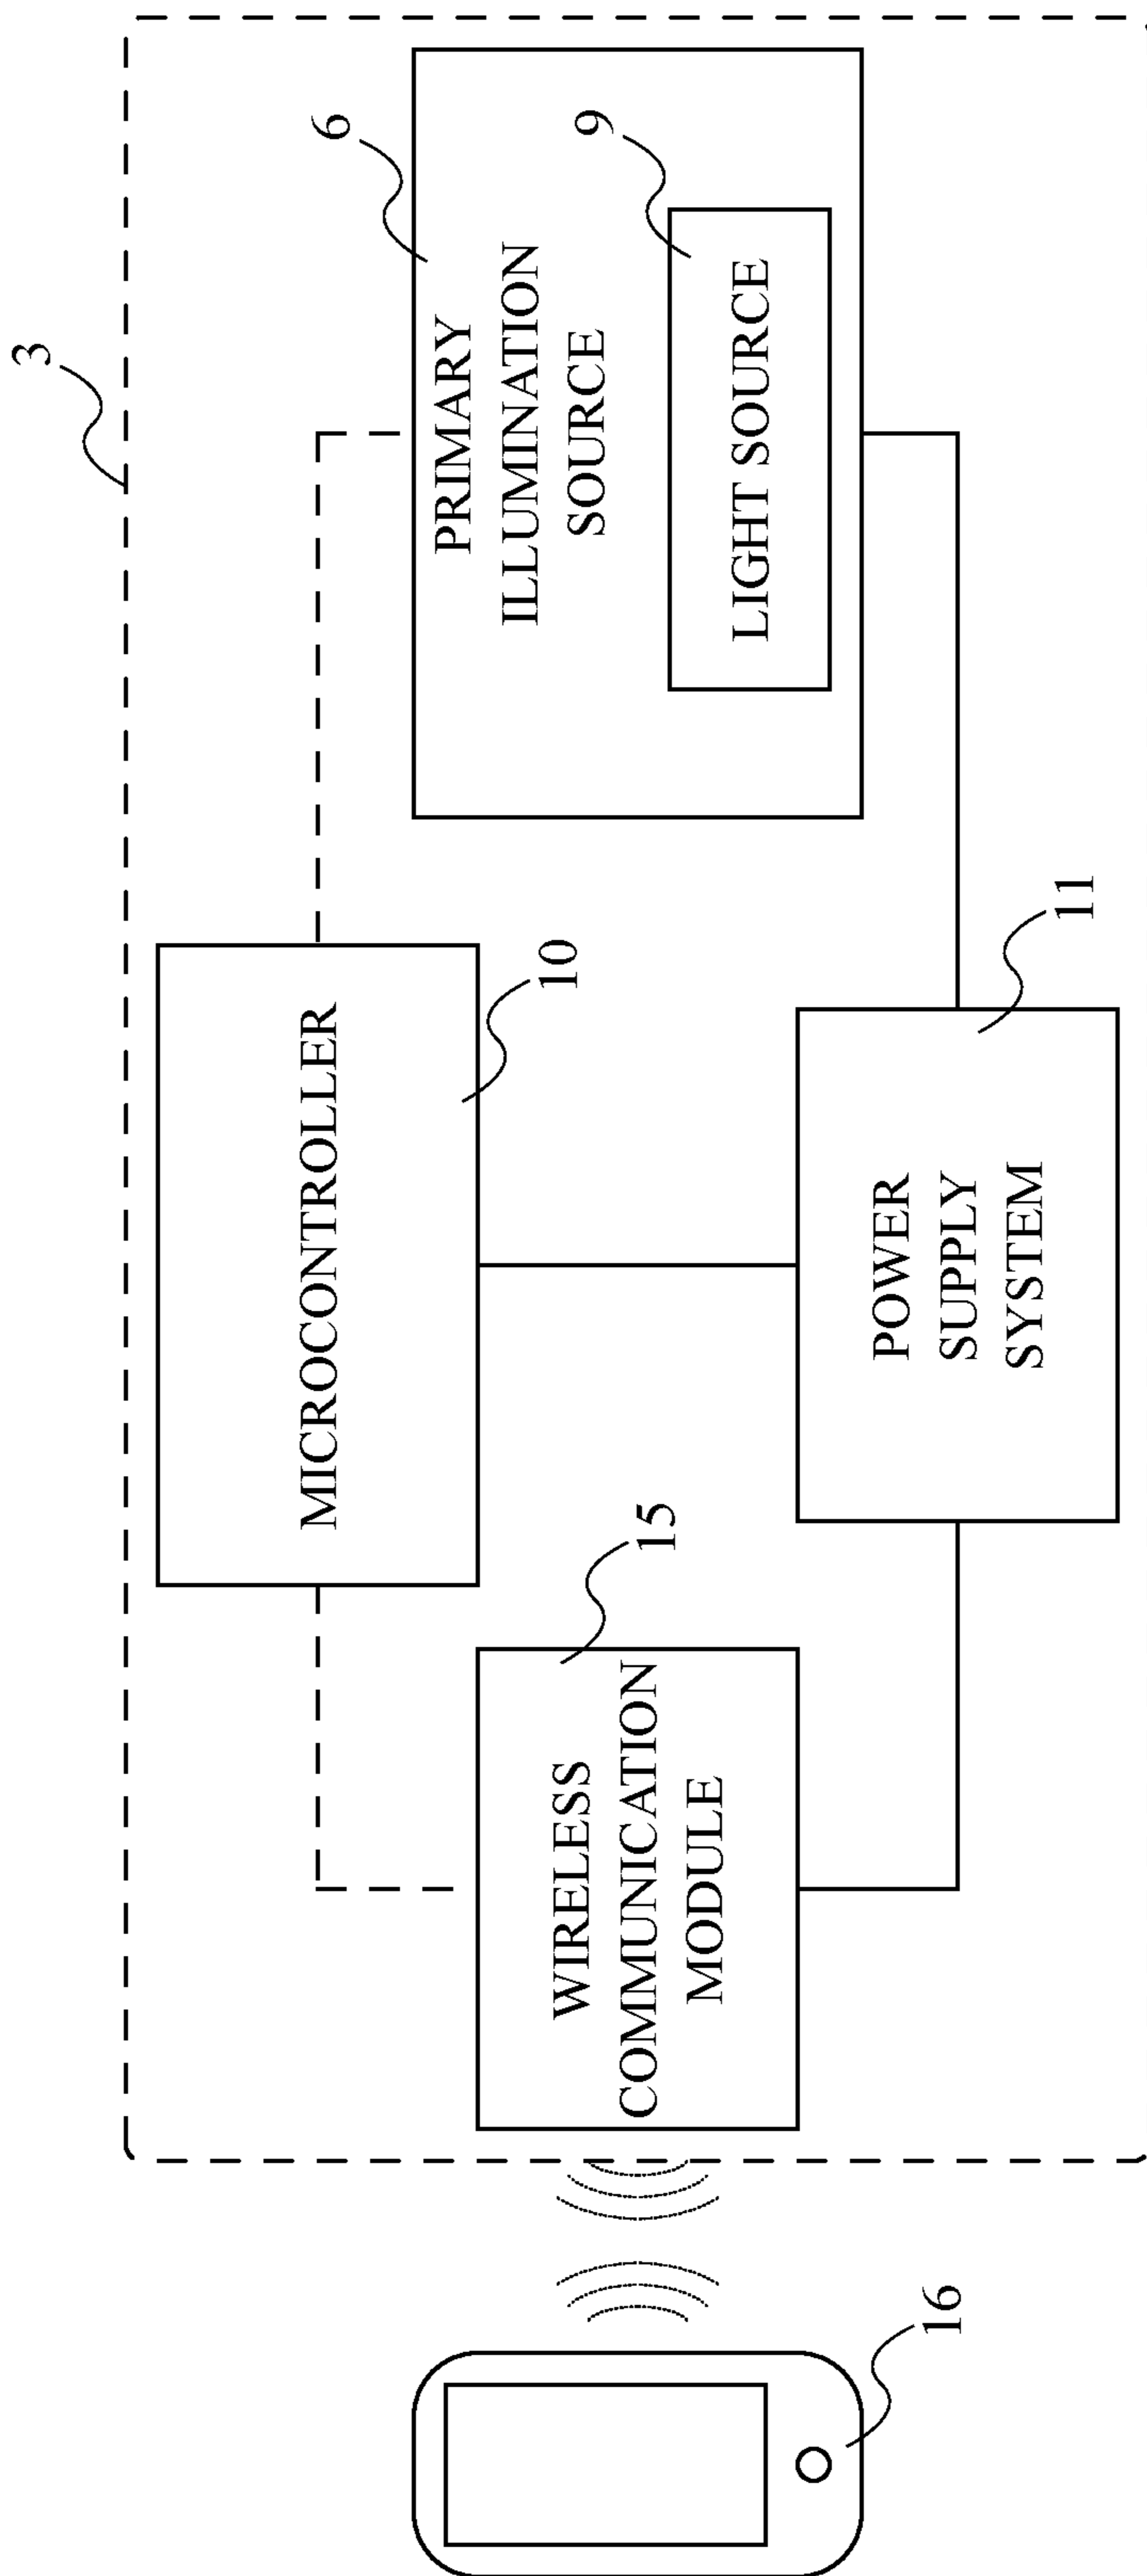 3
6
PRIMARY
ILLUMINATION
SOURCE
9
LIGHT SOURCE
MICROCONTROLLER
10
15
WIRELESS
COMMUNICATION
MODULE
11
POWER
SUPPLY
SYSTEM
16